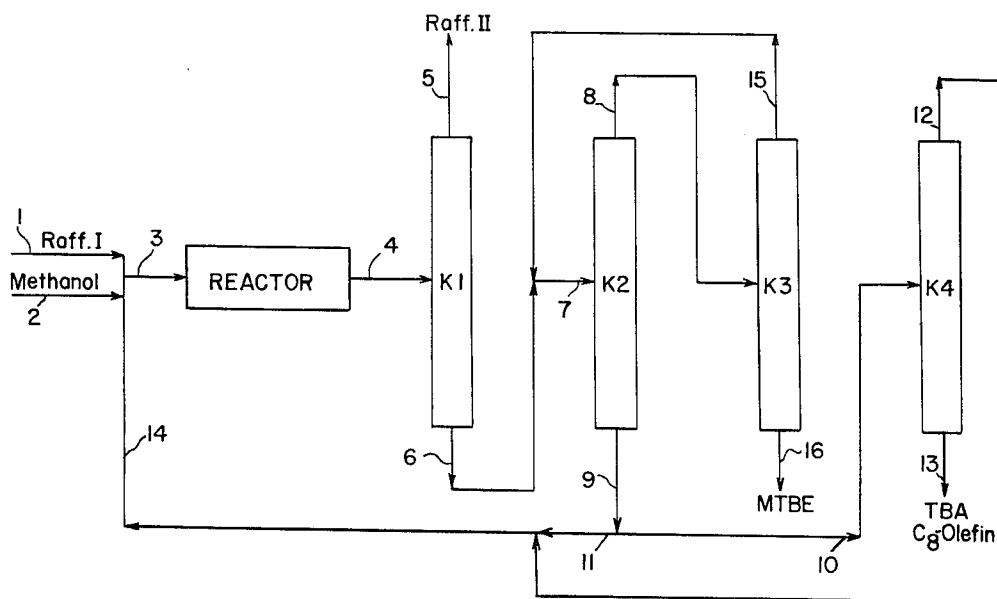 Raff. II
5
8
15
12
1
Raff. I
3
4
Methanol
2
REACTOR
K1
7
K2
K3
K4
14
6
9
16
13
MTBE
TBA
C8-Olefin
11
10